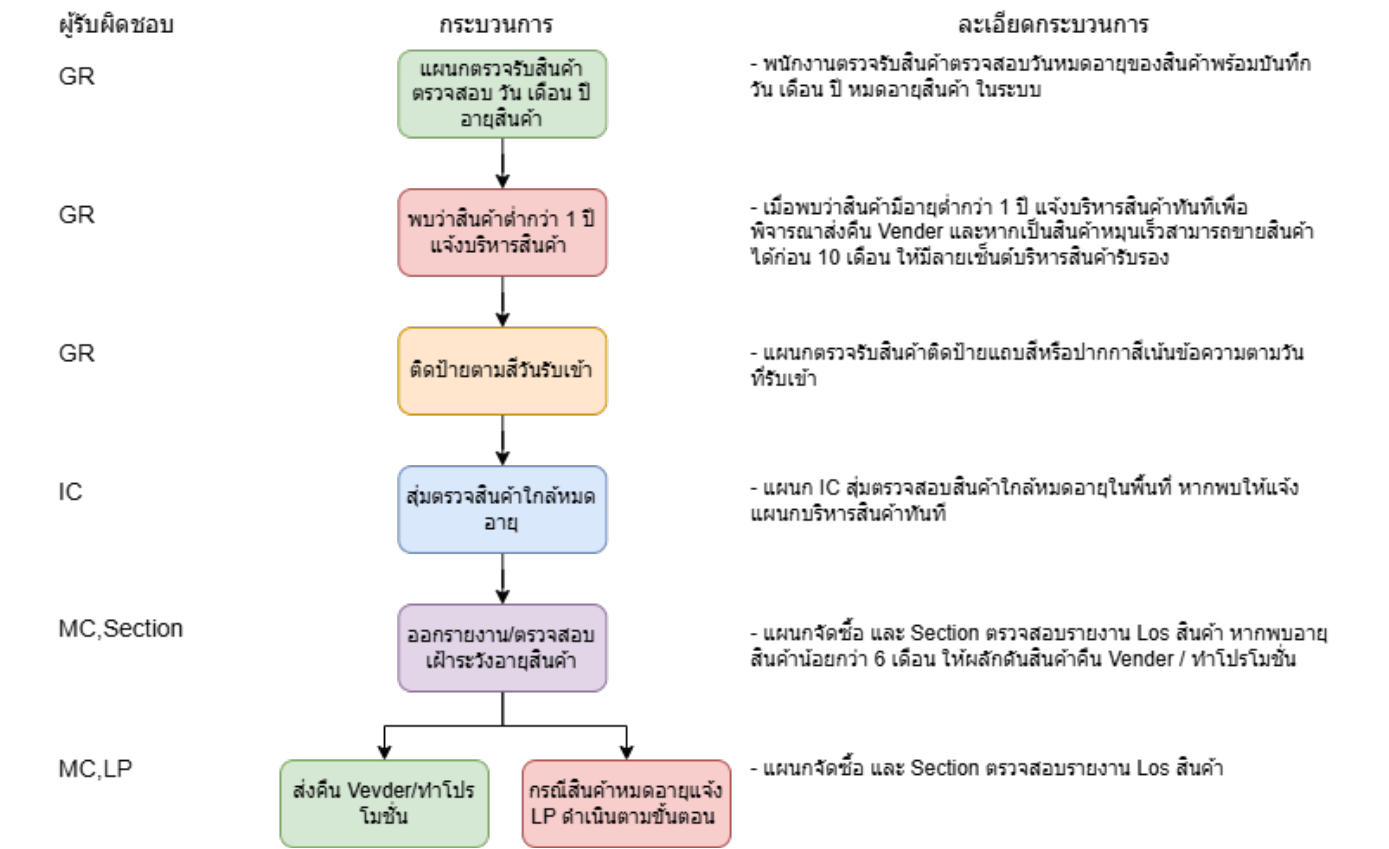 ผู้รับผิดชอบ กระบวนการ ละเอียดกระบวนการ
GR
แผนกตรวจรับสินค้า
ตรวจสอบ วัน เดือน ปี
อายุสินค้า
- พนักงานตรวจรับสินค้าตรวจสอบวันหมดอายุของสินค้าพร้อมบันทึก
วัน เดือน ปี หมดอายุสินค้า ในระบบ
GR
พบว่าสินค้าต่ำกว่า 1 ปี
แจ้งบริหารสินค้า
- เมื่อพบว่าสินค้ามีอายุต่ำกว่า 1 ปี แจ้งบริหารสินค้าทันทีเพื่อ
พิจารณาส่งคืน Vender และหากเป็นสินค้าหมุนเร็วสามารถขายสินค้า
ได้ก่อน 10 เดือน ให้มีลายเซ็นต์บริหารสินค้ารับรอง
GR
ติดป้ายตามสีวันรับเข้า
- แผนกตรวจรับสินค้าติดป้ายแถบสีหรือปากกาสีเน้นข้อความตามวัน
ที่รับเข้า
IC
สุ่มตรวจสินค้าใกล้หมด
อายุ
- แผนก IC สุ่มตรวจสอบสินค้าใกล้หมดอายุในพื้นที่ หากพบให้แจ้ง
แผนกบริหารสินค้าทันที
MC,Section
ออกรายงาน/ตรวจสอบ
เฝ้าระวังอายุสินค้า
- แผนกจัดซื้อ และ Section ตรวจสอบรายงาน Los สินค้า หากพบอายุ
สินค้าน้อยกว่า 6 เดือน ให้ผลักดันสินค้าคืน Vender / ทำโปรโมชั่น
MC,LP
ส่งคืน Vevder/ทำโปร
โมชั่น
กรณีสินค้าหมดอายุแจ้ง
LP ดำเนินตามขั้นตอน
- แผนกจัดซื้อ และ Section ตรวจสอบรายงาน Los สินค้า